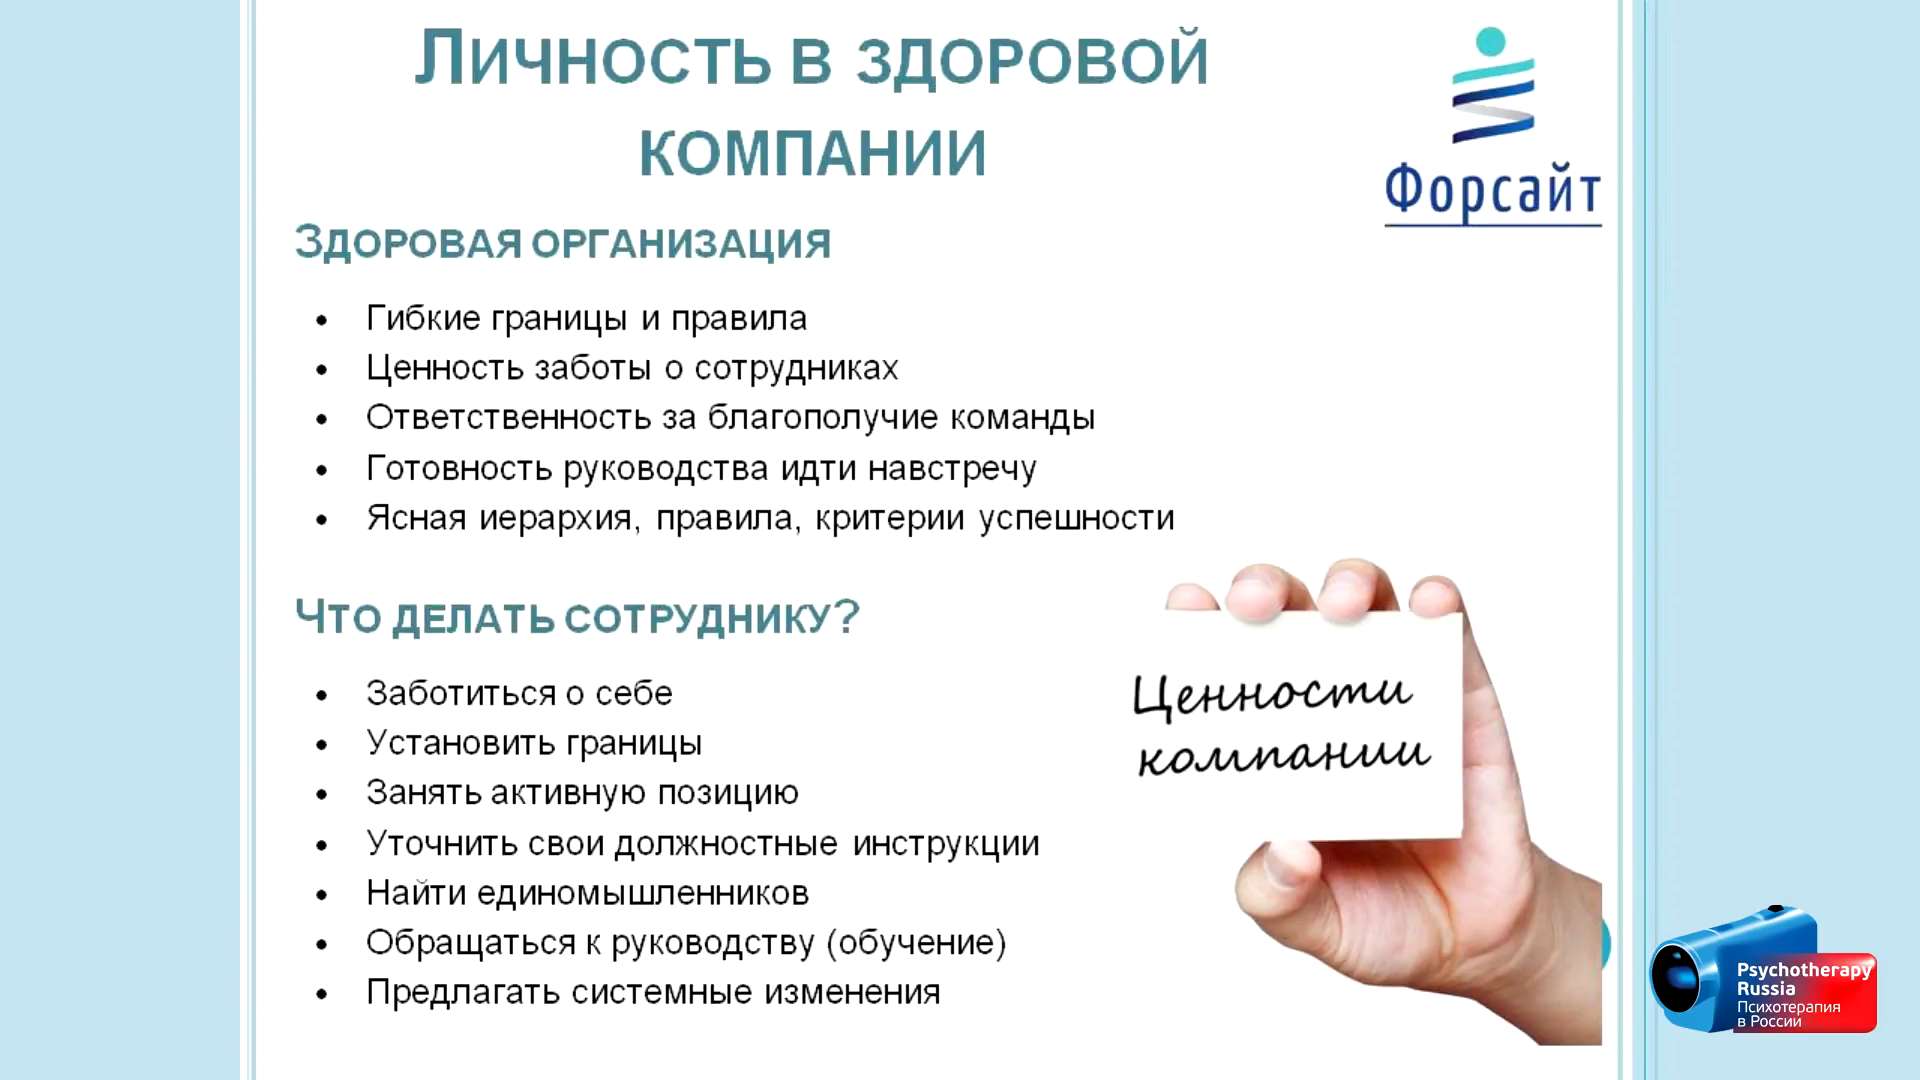 Личность в здоровой
компании
Форсайт
Здоровая организация
• Гибкие границы и правила
• Ценность заботы о сотрудниках
• Ответственность за благополучие команды
• Готовность руководства идти навстречу
• Ясная иерархия, правила, критерии успешности
Что делать сотруднику?
• Заботиться о себе
• Установить границы
• Занять активную позицию
• Уточнить свои должностные инструкции
• Найти единомышленников
• Обращаться к руководству (обучение)
• Предлагать системные изменения
Ценности
компании
Psychotherapy
Russia
Психотерапия
в России